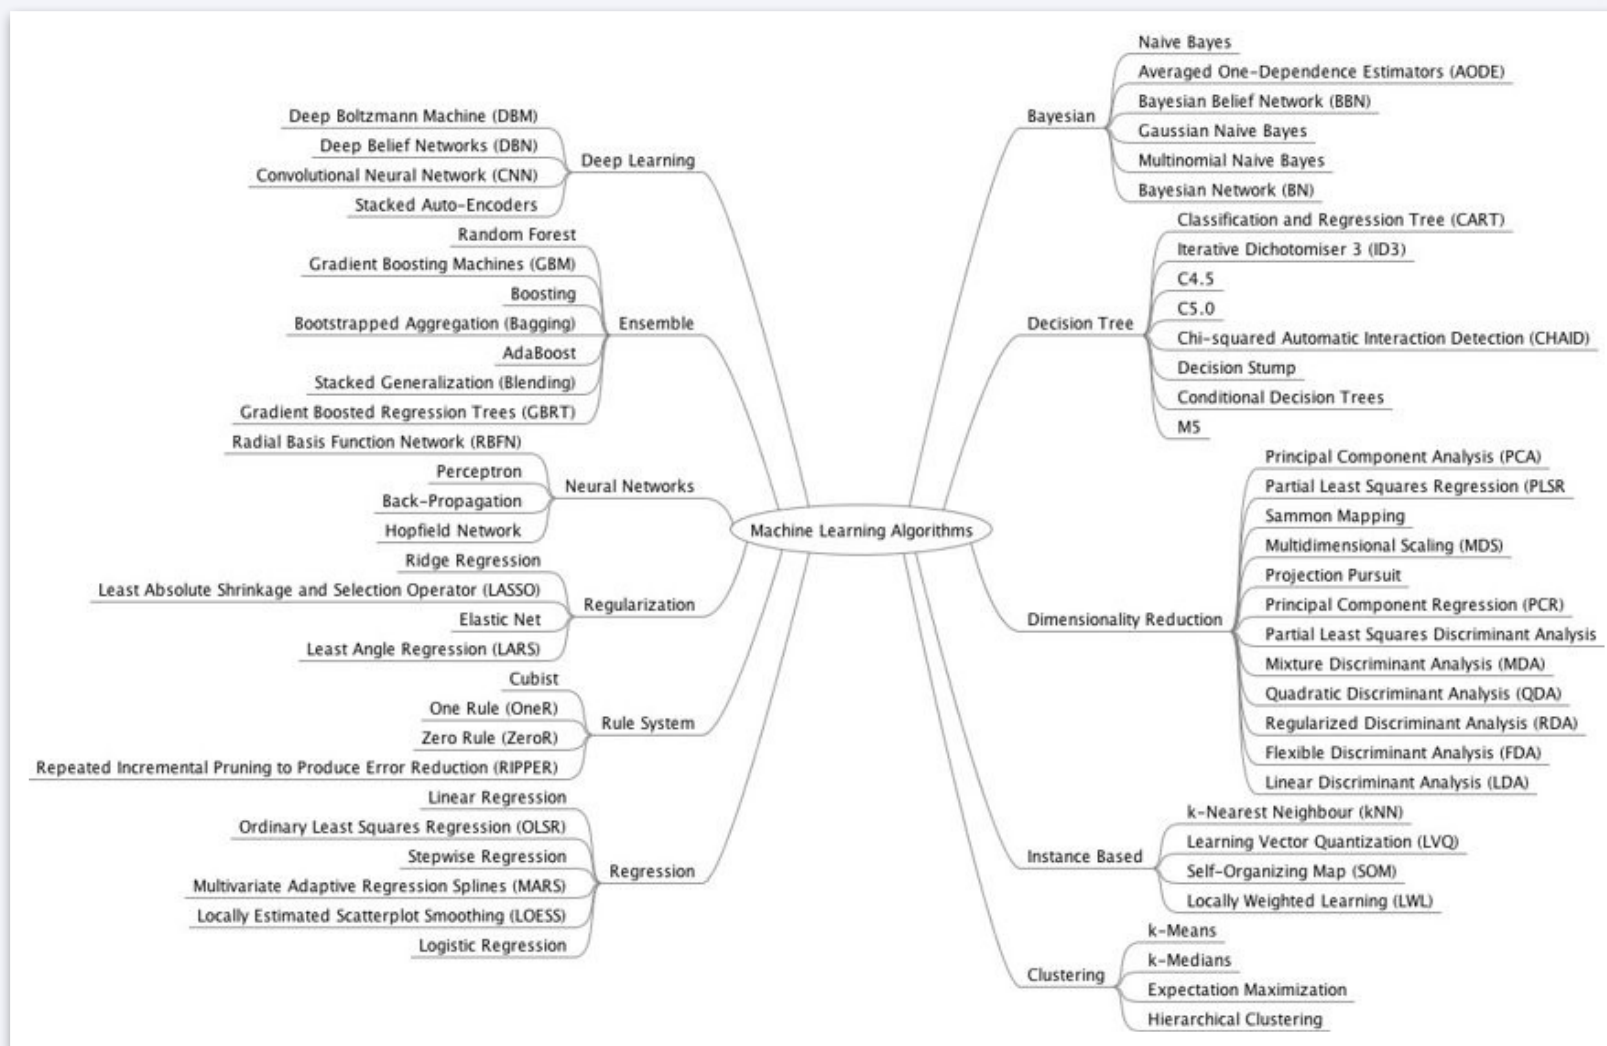 Machine Learning Algorithms
Deep Learning
Deep Boltzmann Machine (DBM)
Deep Belief Networks (DBN)
Convolutional Neural Network (CNN)
Stacked Auto-Encoders
Ensemble
Random Forest
Gradient Boosting Machines (GBM)
Boosting
Bootstrapped Aggregation (Bagging)
AdaBoost
Stacked Generalization (Blending)
Gradient Boosted Regression Trees (GBRT)
Neural Networks
Radial Basis Function Network (RBFN)
Perceptron
Back-Propagation
Hopfield Network
Regularization
Ridge Regression
Least Absolute Shrinkage and Selection Operator (LASSO)
Elastic Net
Least Angle Regression (LARS)
Rule System
Cubist
One Rule (OneR)
Zero Rule (ZeroR)
Repeated Incremental Pruning to Produce Error Reduction (RIPPER)
Regression
Linear Regression
Ordinary Least Squares Regression (OLSR)
Stepwise Regression
Multivariate Adaptive Regression Splines (MARS)
Locally Estimated Scatterplot Smoothing (LOESS)
Logistic Regression
Bayesian
Naive Bayes
Averaged One-Dependence Estimators (AODE)
Bayesian Belief Network (BBN)
Gaussian Naive Bayes
Multinomial Naive Bayes
Bayesian Network (BN)
Decision Tree
Classification and Regression Tree (CART)
Iterative Dichotomiser 3 (ID3)
C4.5
C5.0
Chi-squared Automatic Interaction Detection (CHAID)
Decision Stump
Conditional Decision Trees
M5
Dimensionality Reduction
Principal Component Analysis (PCA)
Partial Least Squares Regression (PLSR
Sammon Mapping
Multidimensional Scaling (MDS)
Projection Pursuit
Principal Component Regression (PCR)
Partial Least Squares Discriminant Analysis
Mixture Discriminant Analysis (MDA)
Quadratic Discriminant Analysis (QDA)
Regularized Discriminant Analysis (RDA)
Flexible Discriminant Analysis (FDA)
Linear Discriminant Analysis (LDA)
Instance Based
k-Nearest Neighbour (kNN)
Learning Vector Quantization (LVQ)
Self-Organizing Map (SOM)
Locally Weighted Learning (LWL)
Clustering
k-Means
k-Medians
Expectation Maximization
Hierarchical Clustering